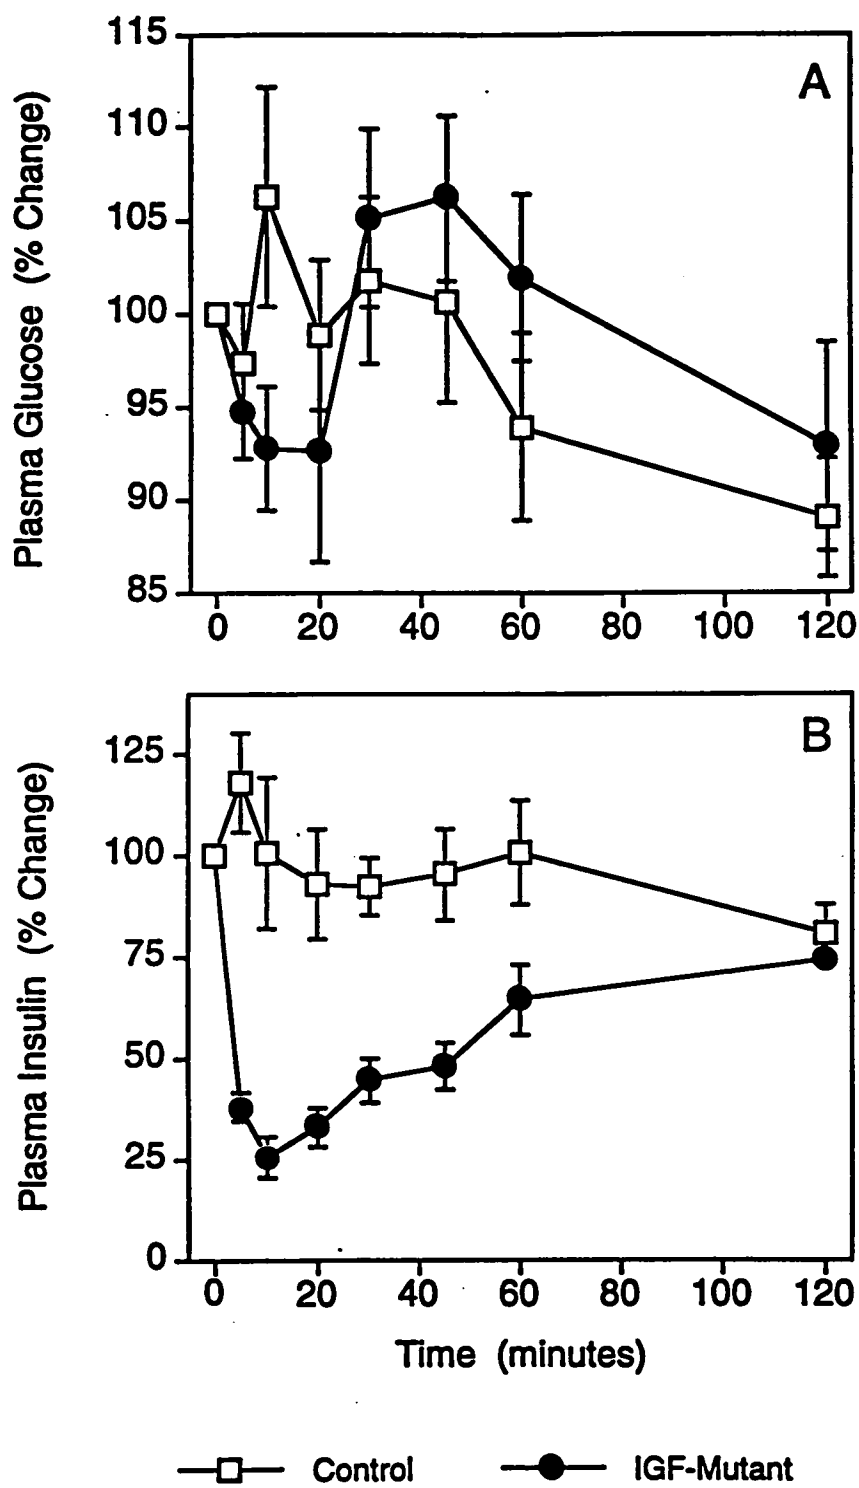 115
110
105
100
95
90
85
Plasma Glucose (% Change)
A
0 20 40 60 80 100 120
125
100
75
50
25
0
Plasma Insulin (% Change)
B
0 20 40 60 80 100 120
Time (minutes)
Control IGF-Mutant